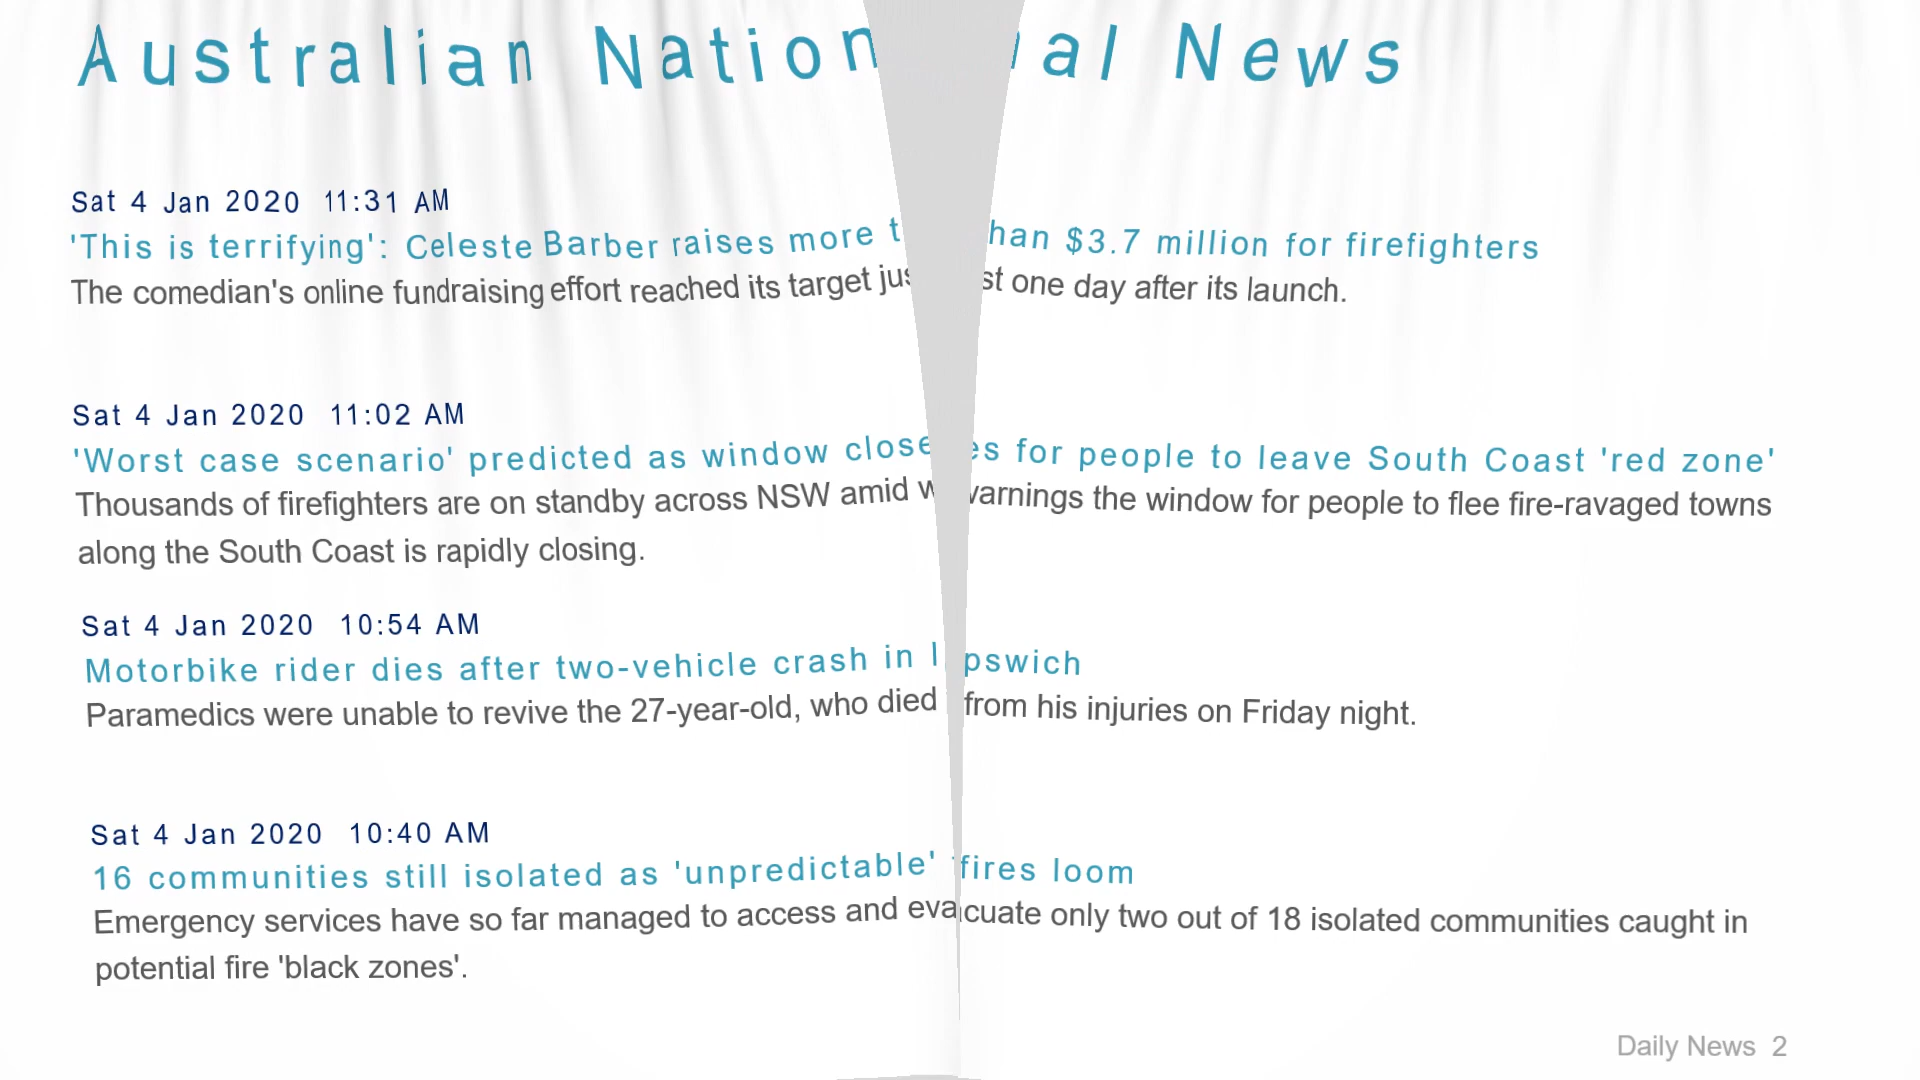 Australian National News
Sat 4 Jan 2020 11:31 AM
'This is terrifying': Celeste Barber raises more than $3.7 million for firefighters
The comedian's online fundraising effort reached its target just one day after its launch.
Sat 4 Jan 2020 11:02 AM
'Worst case scenario' predicted as window closes for people to leave South Coast 'red zone'
Thousands of firefighters are on standby across NSW amid warnings the window for people to flee fire-ravaged towns
along the South Coast is rapidly closing.
Sat 4 Jan 2020 10:54 AM
Motorbike rider dies after two-vehicle crash in Ipswich
Paramedics were unable to revive the 27-year-old, who died from his injuries on Friday night.
Sat 4 Jan 2020 10:40 AM
16 communities still isolated as 'unpredictable' fires loom
Emergency services have so far managed to access and evacuate only two out of 18 isolated communities caught in
potential fire 'black zones'.
Daily News 2